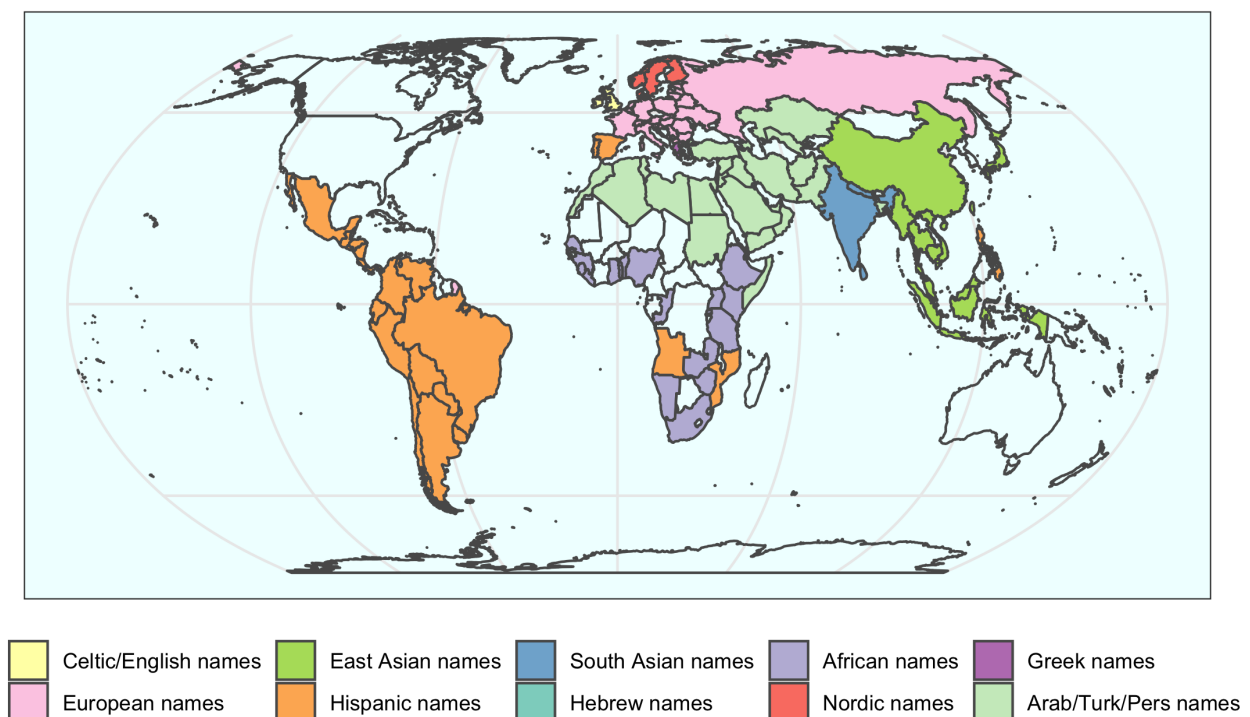 Celtic/English names East Asian names South Asian names African names Greek names
European names Hispanic names Hebrew names Nordic names Arab/Turk/Pers names